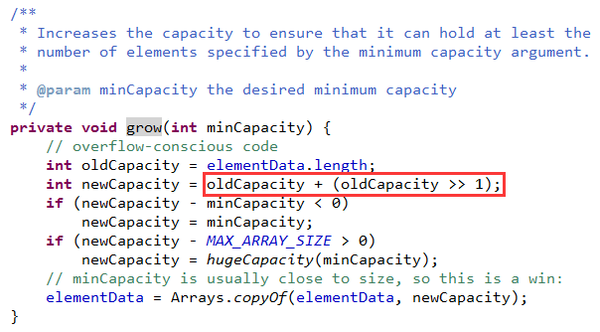 /**
 * Increases the capacity to ensure that it can hold at least the
 * number of elements specified by the minimum capacity argument.
 *
 * @param minCapacity the desired minimum capacity
 */
private void grow(int minCapacity) {
    // overflow-conscious code
    int oldCapacity = elementData.length;
    int newCapacity = oldCapacity + (oldCapacity >> 1);
    if (newCapacity - minCapacity < 0)
        newCapacity = minCapacity;
    if (newCapacity - MAX_ARRAY_SIZE > 0)
        newCapacity = hugeCapacity(minCapacity);
    // minCapacity is usually close to size, so this is a win:
    elementData = Arrays.copyOf(elementData, newCapacity);
}